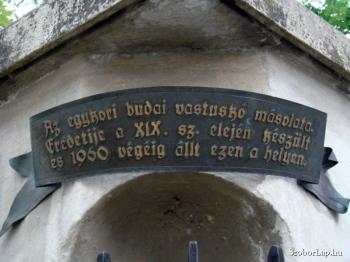 Az egykori budai vastuskó másolata.
Eredetije a XIX. sz. elején készült
és 1960 végéig állt ezen a helyen.
SzoborLap.hu